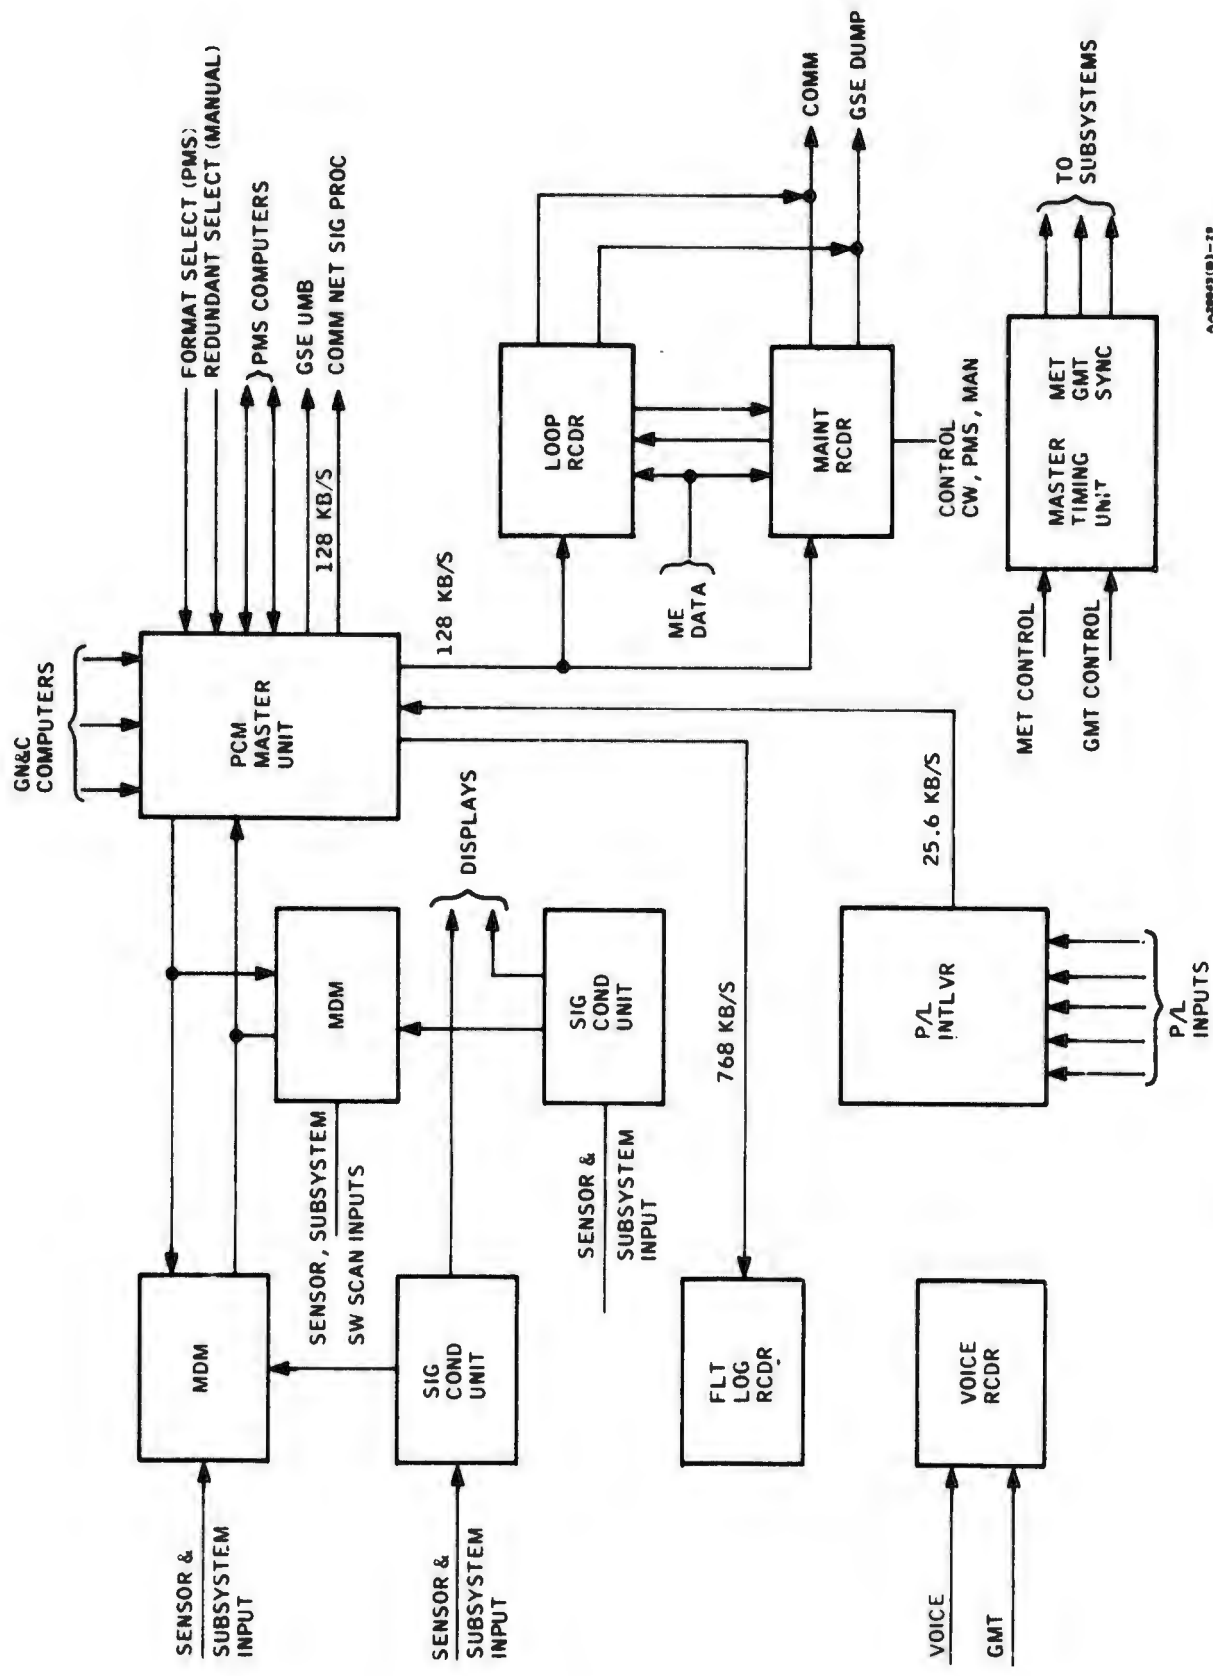 GN&C
COMPUTERS
FORMAT SELECT (PMS)
REDUNDANT SELECT (MANUAL)
PMS COMPUTERS
GSE UMB
128 KB/S
COMM NET SIG PROC
PCM
MASTER
UNIT
128 KB/S
MDM
SENSOR &
SUBSYSTEM
INPUT
MDM
SENSOR, SUBSYSTEM
SW SCAN INPUTS
DISPLAYS
SIG
COND
UNIT
SENSOR &
SUBSYSTEM
INPUT
SIG
COND
UNIT
SENSOR &
SUBSYSTEM
INPUT
LOOP
RCDR
ME
DATA
MAINT
RCDR
CONTROL
CW, PMS, MAN
COMM
GSE DUMP
768 KB/S
FLT
LOG
RCDR
25.6 KB/S
P/L
INTLVR
P/L
INPUTS
VOICE
GMT
VOICE
RCDR
MET CONTROL
GMT CONTROL
MASTER MET
TIMING GMT
UNIT SYNC
TO
SUBSYSTEMS